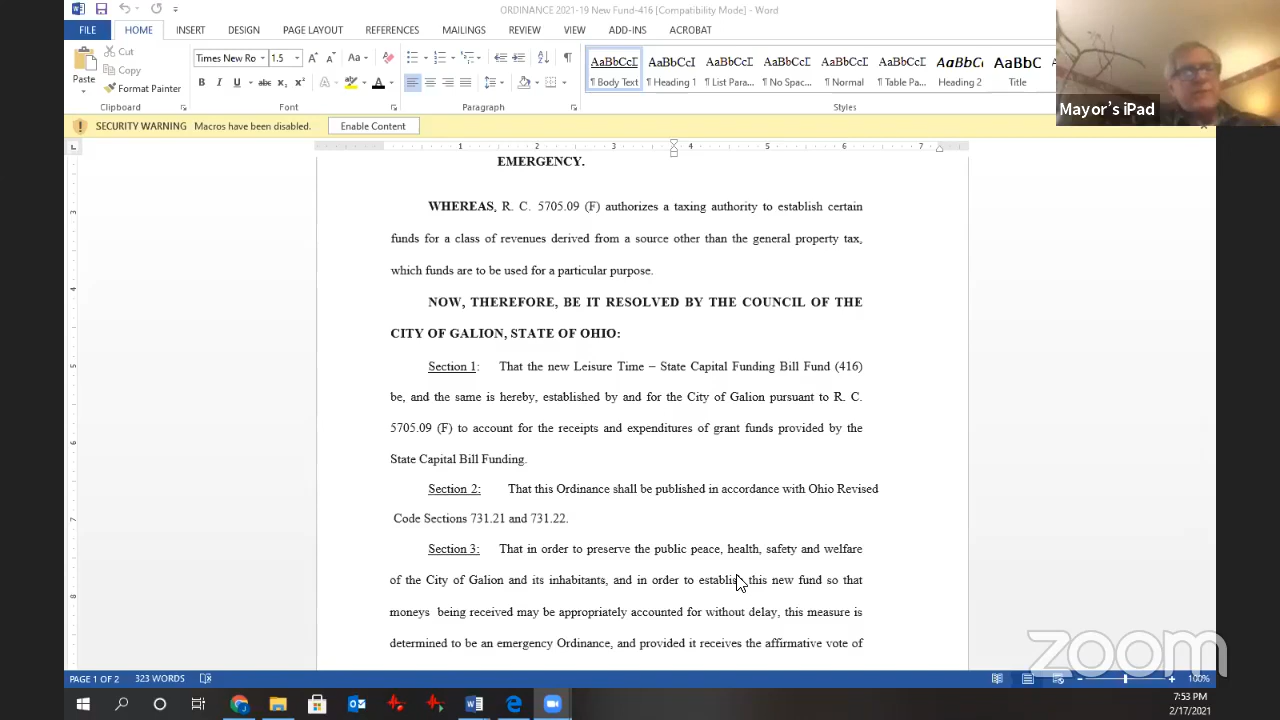 ORDINANCE 2021-19 New Fund-416 [Compatibility Mode] - Word
FILE HOME INSERT DESIGN PAGE LAYOUT REFERENCES MAILINGS REVIEW VIEW ADD-INS ACROBAT
Paste
Cut
Copy
Format Painter
Clipboard
Times New Ro 1.5
Font
Paragraph
AaBbCcI AaBbCcI AaBbCcI AaBbCcI AaBbCcI AaBbCcI AaBbCcI AaBbC
¶ Body Text ¶ Heading 1 ¶ List Para... ¶ No Spac... ¶ Normal ¶ Table Pa... Heading 2 Title
Styles
Mayor's iPad
SECURITY WARNING Macros have been disabled. Enable Content
1 2 3 4 5 6 7
EMERGENCY.
WHEREAS, R. C. 5705.09 (F) authorizes a taxing authority to establish certain
funds for a class of revenues derived from a source other than the general property tax,
which funds are to be used for a particular purpose.
NOW, THEREFORE, BE IT RESOLVED BY THE COUNCIL OF THE
CITY OF GALION, STATE OF OHIO:
Section 1: That the new Leisure Time – State Capital Funding Bill Fund (416)
be, and the same is hereby, established by and for the City of Galion pursuant to R. C.
5705.09 (F) to account for the receipts and expenditures of grant funds provided by the
State Capital Bill Funding.
Section 2: That this Ordinance shall be published in accordance with Ohio Revised
Code Sections 731.21 and 731.22.
Section 3: That in order to preserve the public peace, health, safety and welfare
of the City of Galion and its inhabitants, and in order to establish this new fund so that
moneys being received may be appropriately accounted for without delay, this measure is
determined to be an emergency Ordinance, and provided it receives the affirmative vote of
zoom
PAGE 1 OF 2 323 WORDS 100%
7:53 PM
2/17/2021